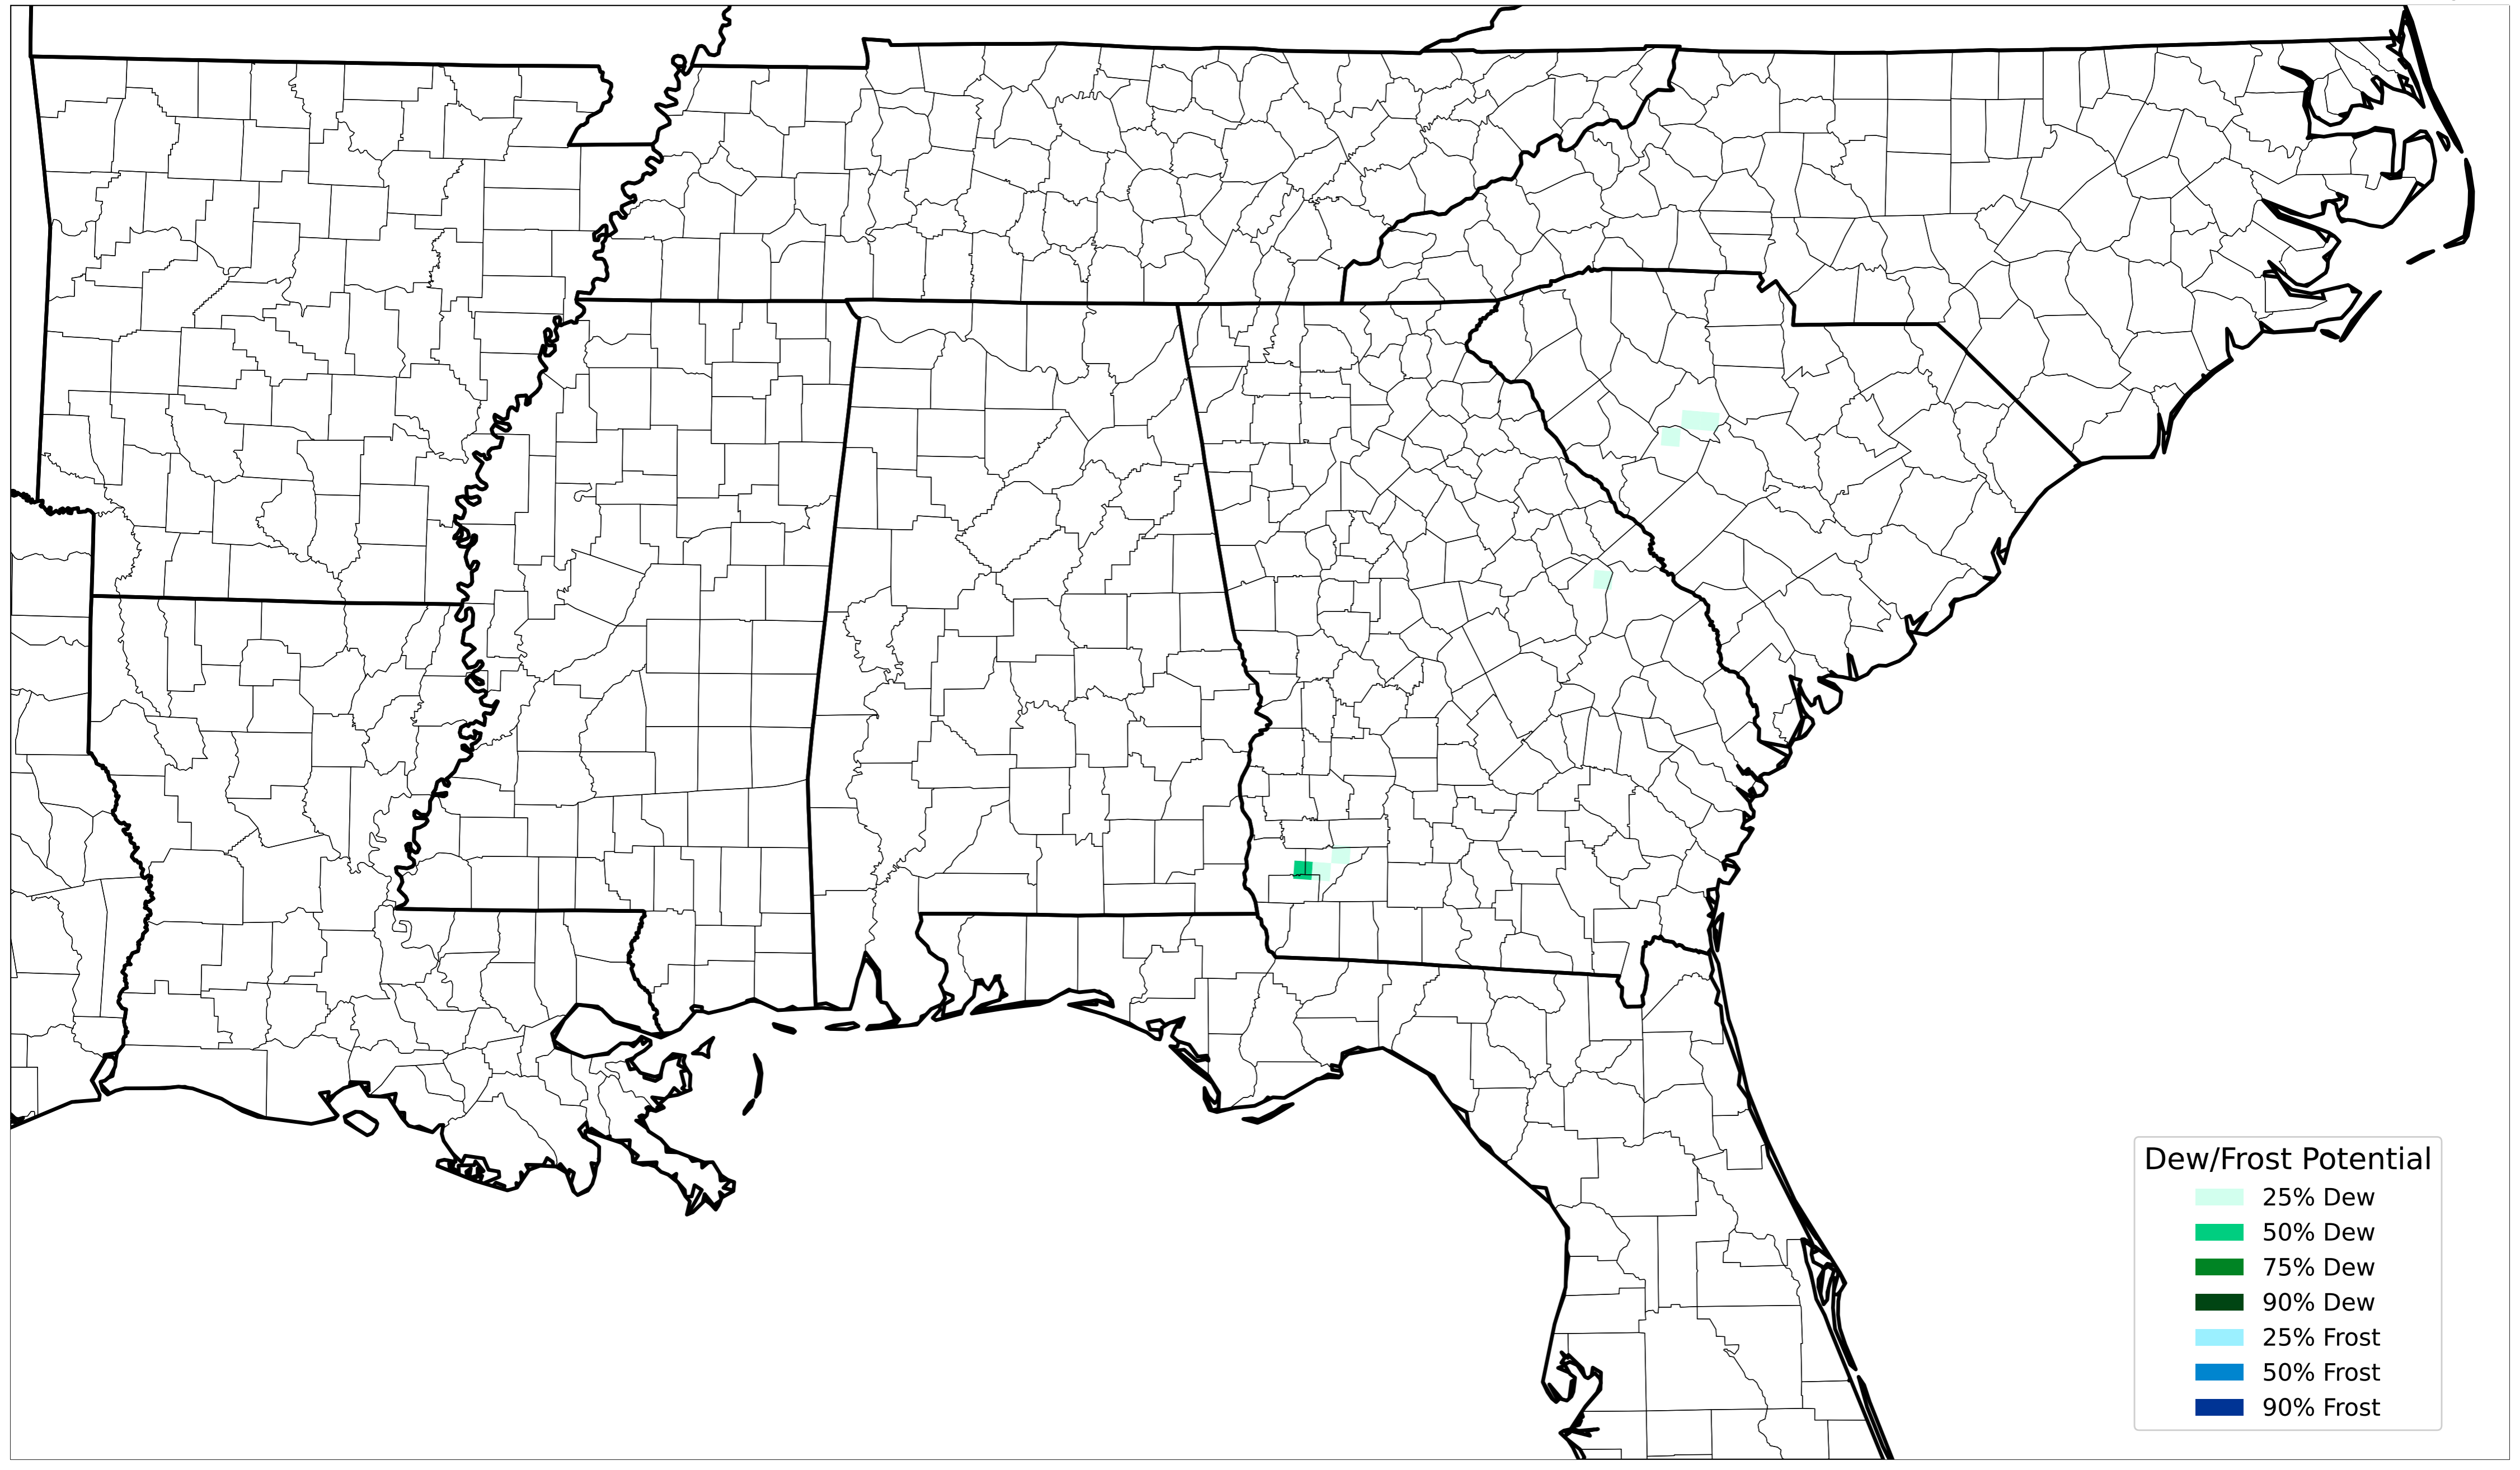 Dew/Frost Potential
25% Dew
50% Dew
75% Dew
90% Dew
25% Frost
50% Frost
90% Frost